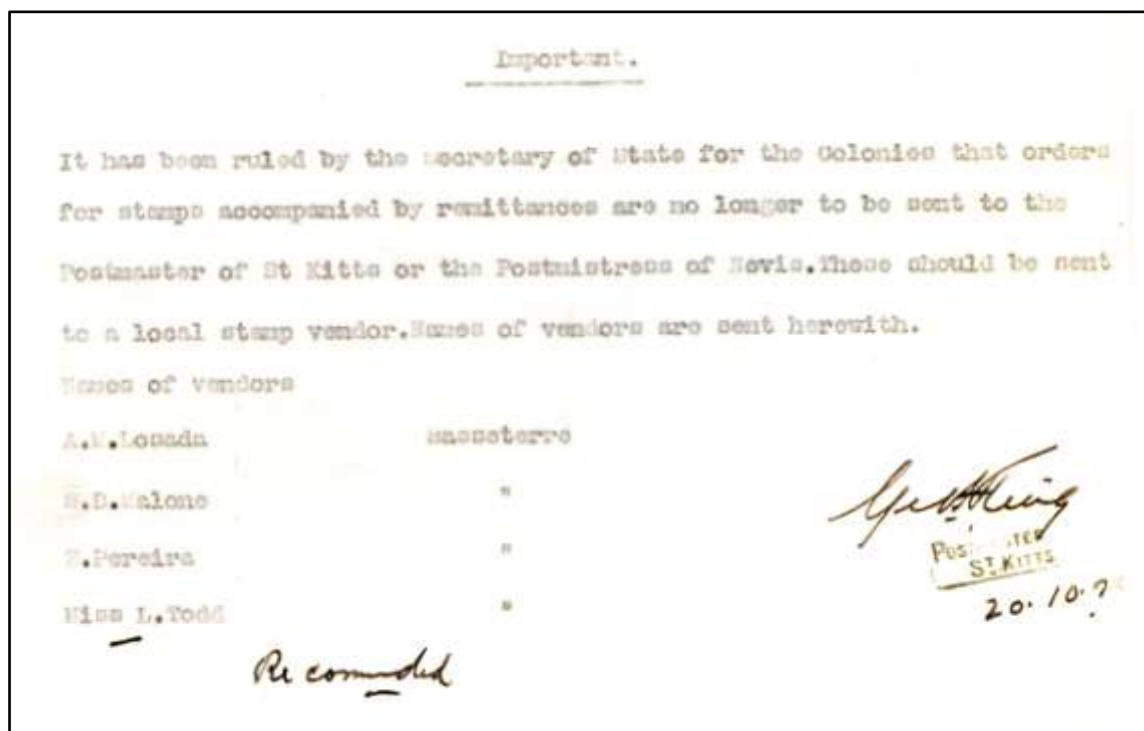 Important.
It has been ruled by the Secretary of State for the Colonies that orders
for stamps accompanied by remittances are no longer to be sent to the
Postmaster of St Kitts or the Postmistress of Nevis.These should be sent
to a local stamp vendor.Names of vendors are sent herewith.
Names of vendors
A.M.Losada Basseterre
Malone "
Pereira "
Miss L.Todd "
King
ST KITTS
20.10.
Recommended